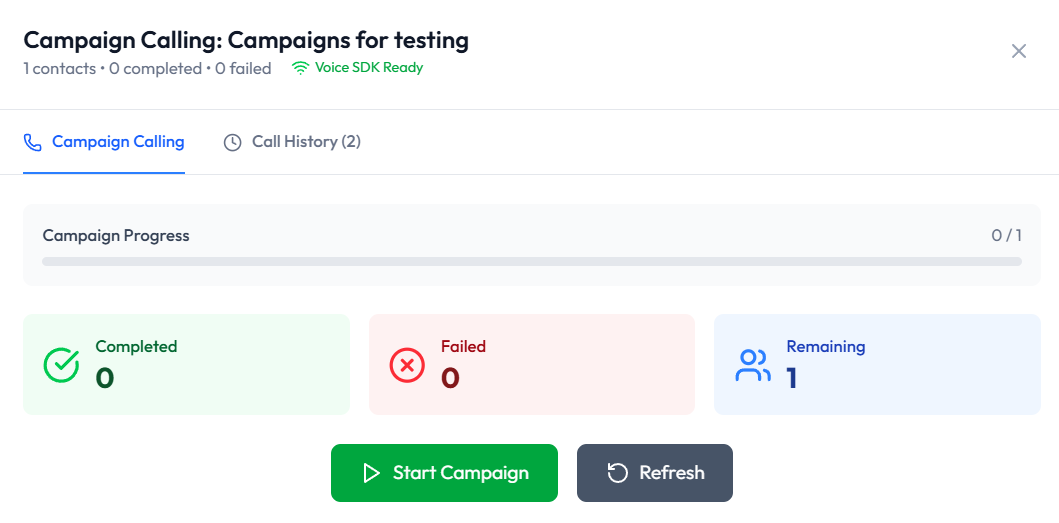 Campaign Calling: Campaigns for testing
1 contacts • 0 completed • 0 failed Voice SDK Ready
Campaign Calling Call History (2)
Campaign Progress 0 / 1
Completed Failed Remaining
0 0 1
Start Campaign Refresh